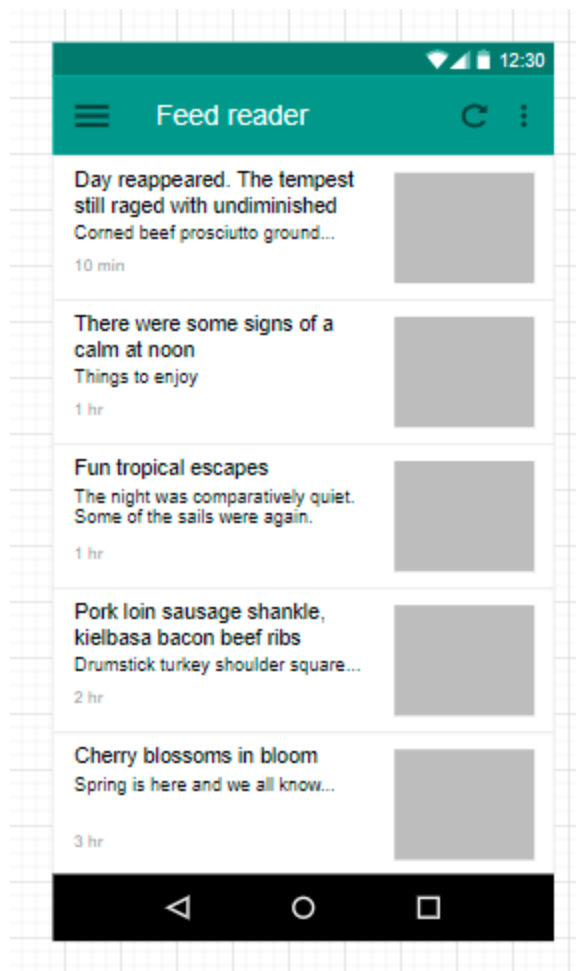 12:30
Feed reader
Day reappeared. The tempest
still raged with undiminished
Corned beef prosciutto ground...
10 min
There were some signs of a
calm at noon
Things to enjoy
1 hr
Fun tropical escapes
The night was comparatively quiet.
Some of the sails were again.
1 hr
Pork loin sausage shankle,
kielbasa bacon beef ribs
Drumstick turkey shoulder square...
2 hr
Cherry blossoms in bloom
Spring is here and we all know...
3 hr